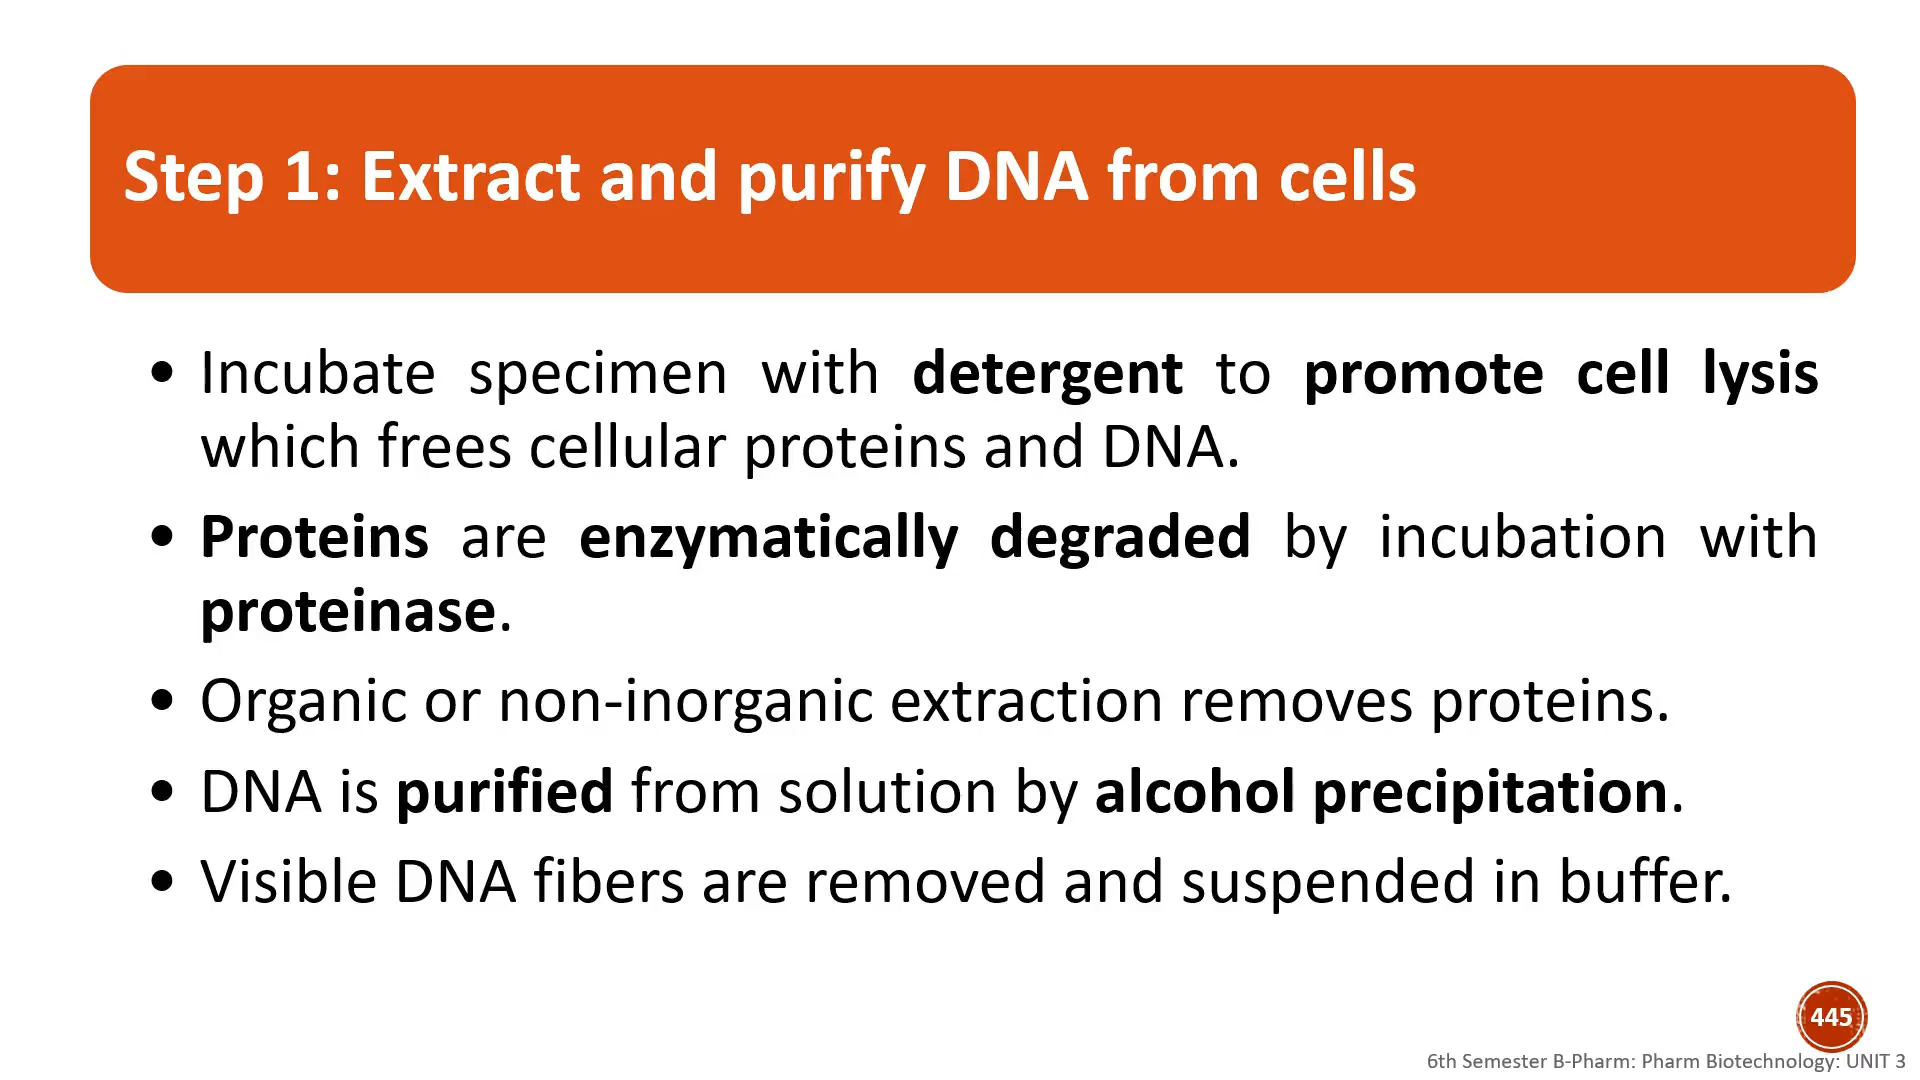 Step 1: Extract and purify DNA from cells
• Incubate specimen with detergent to promote cell lysis
which frees cellular proteins and DNA.
• Proteins are enzymatically degraded by incubation with
proteinase.
• Organic or non-inorganic extraction removes proteins.
• DNA is purified from solution by alcohol precipitation.
• Visible DNA fibers are removed and suspended in buffer.
445
6th Semester B-Pharm: Pharm Biotechnology: UNIT 3